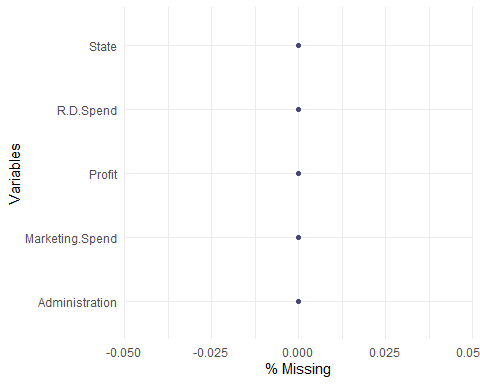 Variables
State
R.D.Spend
Profit
Marketing.Spend
Administration
-0.050 -0.025 0.000 0.025 0.05
% Missing